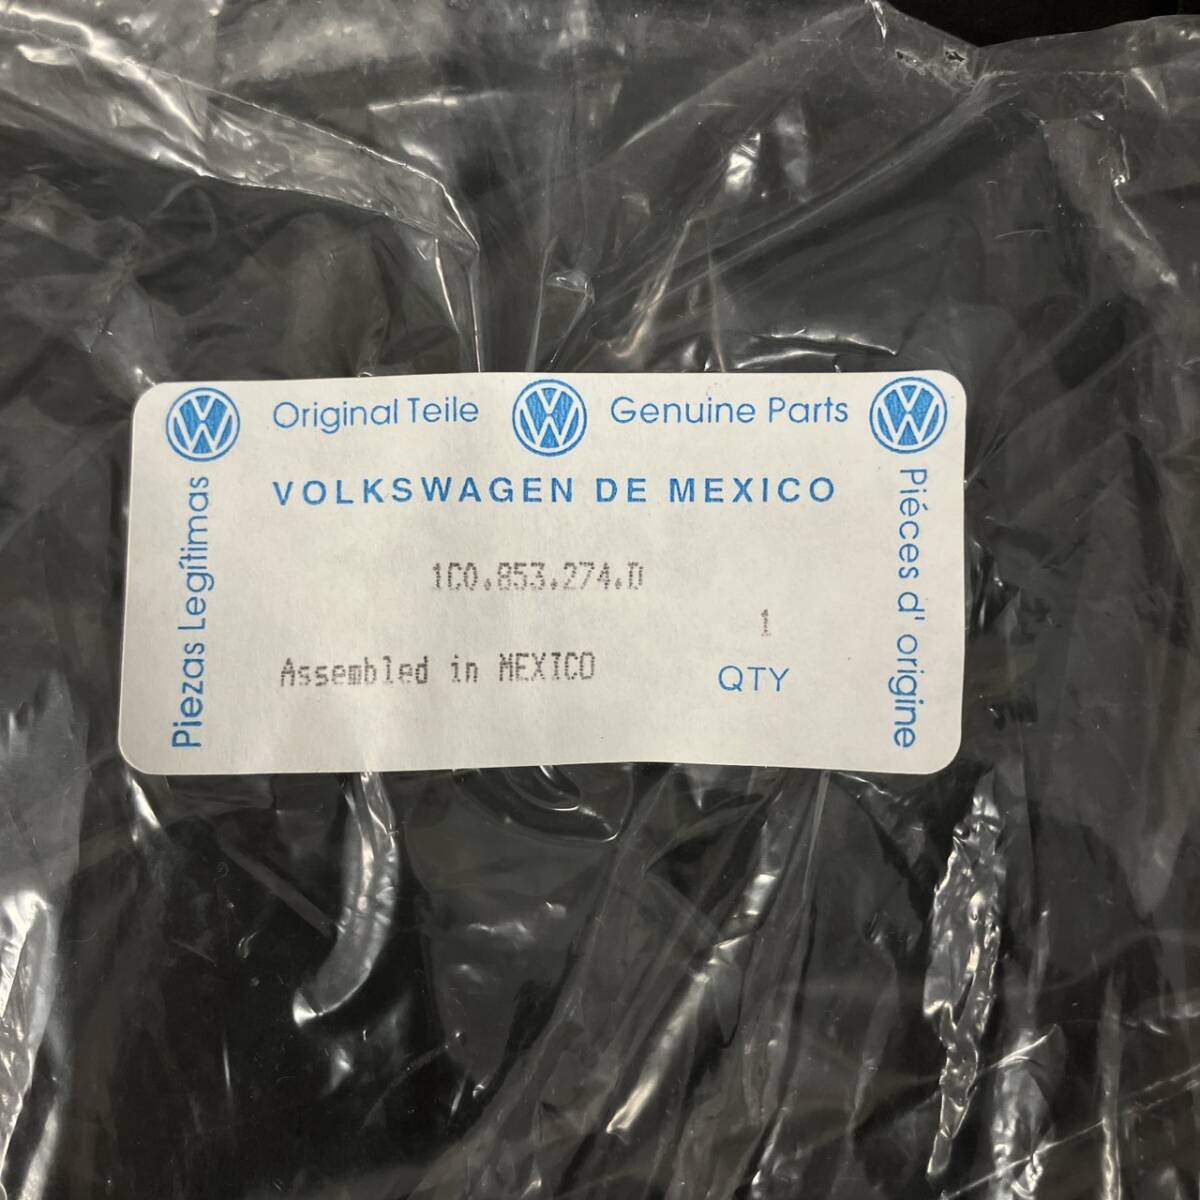 Original Teile
Genuine Parts
VOLKSWAGEN DE MEXICO
1C0.853.274.D
1
Assembled in MEXICO
QTY
Piezas Legítimas
Piéces d' origine